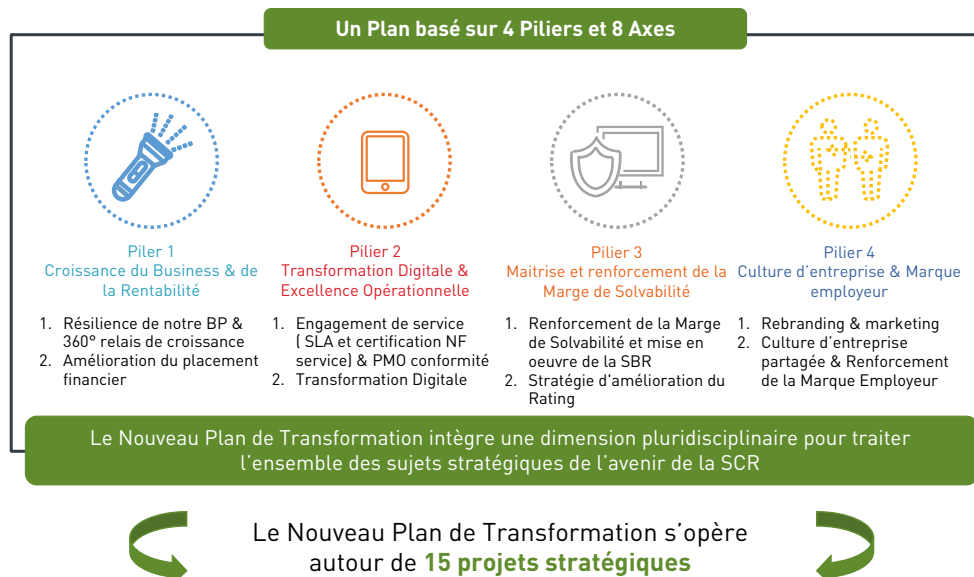 Un Plan basé sur 4 Piliers et 8 Axes
Piler 1
Croissance du Business & de
la Rentabilité
1. Résilience de notre BP &
360° relais de croissance
2. Amélioration du placement
financier
Pilier 2
Transformation Digitale &
Excellence Opérationnelle
1. Engagement de service
( SLA et certification NF
service) & PMO conformité
2. Transformation Digitale
Pilier 3
Maitrise et renforcement de la
Marge de Solvabilité
1. Renforcement de la Marge
de Solvabilité et mise en
oeuvre de la SBR
2. Stratégie d'amélioration du
Rating
Pilier 4
Culture d’entreprise & Marque
employeur
1. Rebranding & marketing
2. Culture d’entreprise
partagée & Renforcement
de la Marque Employeur
Le Nouveau Plan de Transformation intègre une dimension pluridisciplinaire pour traiter
l’ensemble des sujets stratégiques de l’avenir de la SCR
Le Nouveau Plan de Transformation s’opère
autour de 15 projets stratégiques